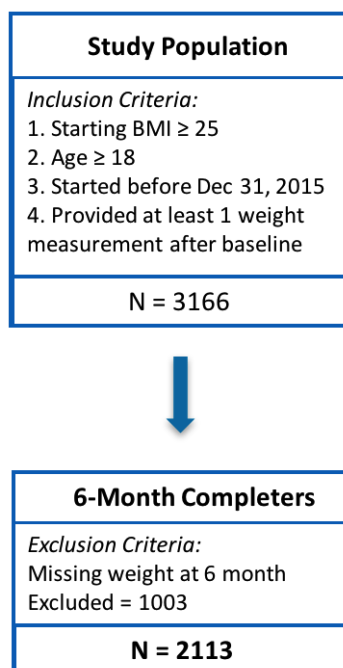 Study Population
Inclusion Criteria:
1. Starting BMI ≥ 25
2. Age ≥ 18
3. Started before Dec 31, 2015
4. Provided at least 1 weight
measurement after baseline
N = 3166
6-Month Completers
Exclusion Criteria:
Missing weight at 6 month
Excluded = 1003
N = 2113